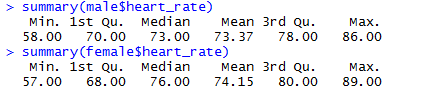 > summary(male$heart_rate)
Min. 1st Qu. Median Mean 3rd Qu. Max.
58.00 70.00 73.00 73.37 78.00 86.00
> summary(female$heart_rate)
Min. 1st Qu. Median Mean 3rd Qu. Max.
57.00 68.00 76.00 74.15 80.00 89.00